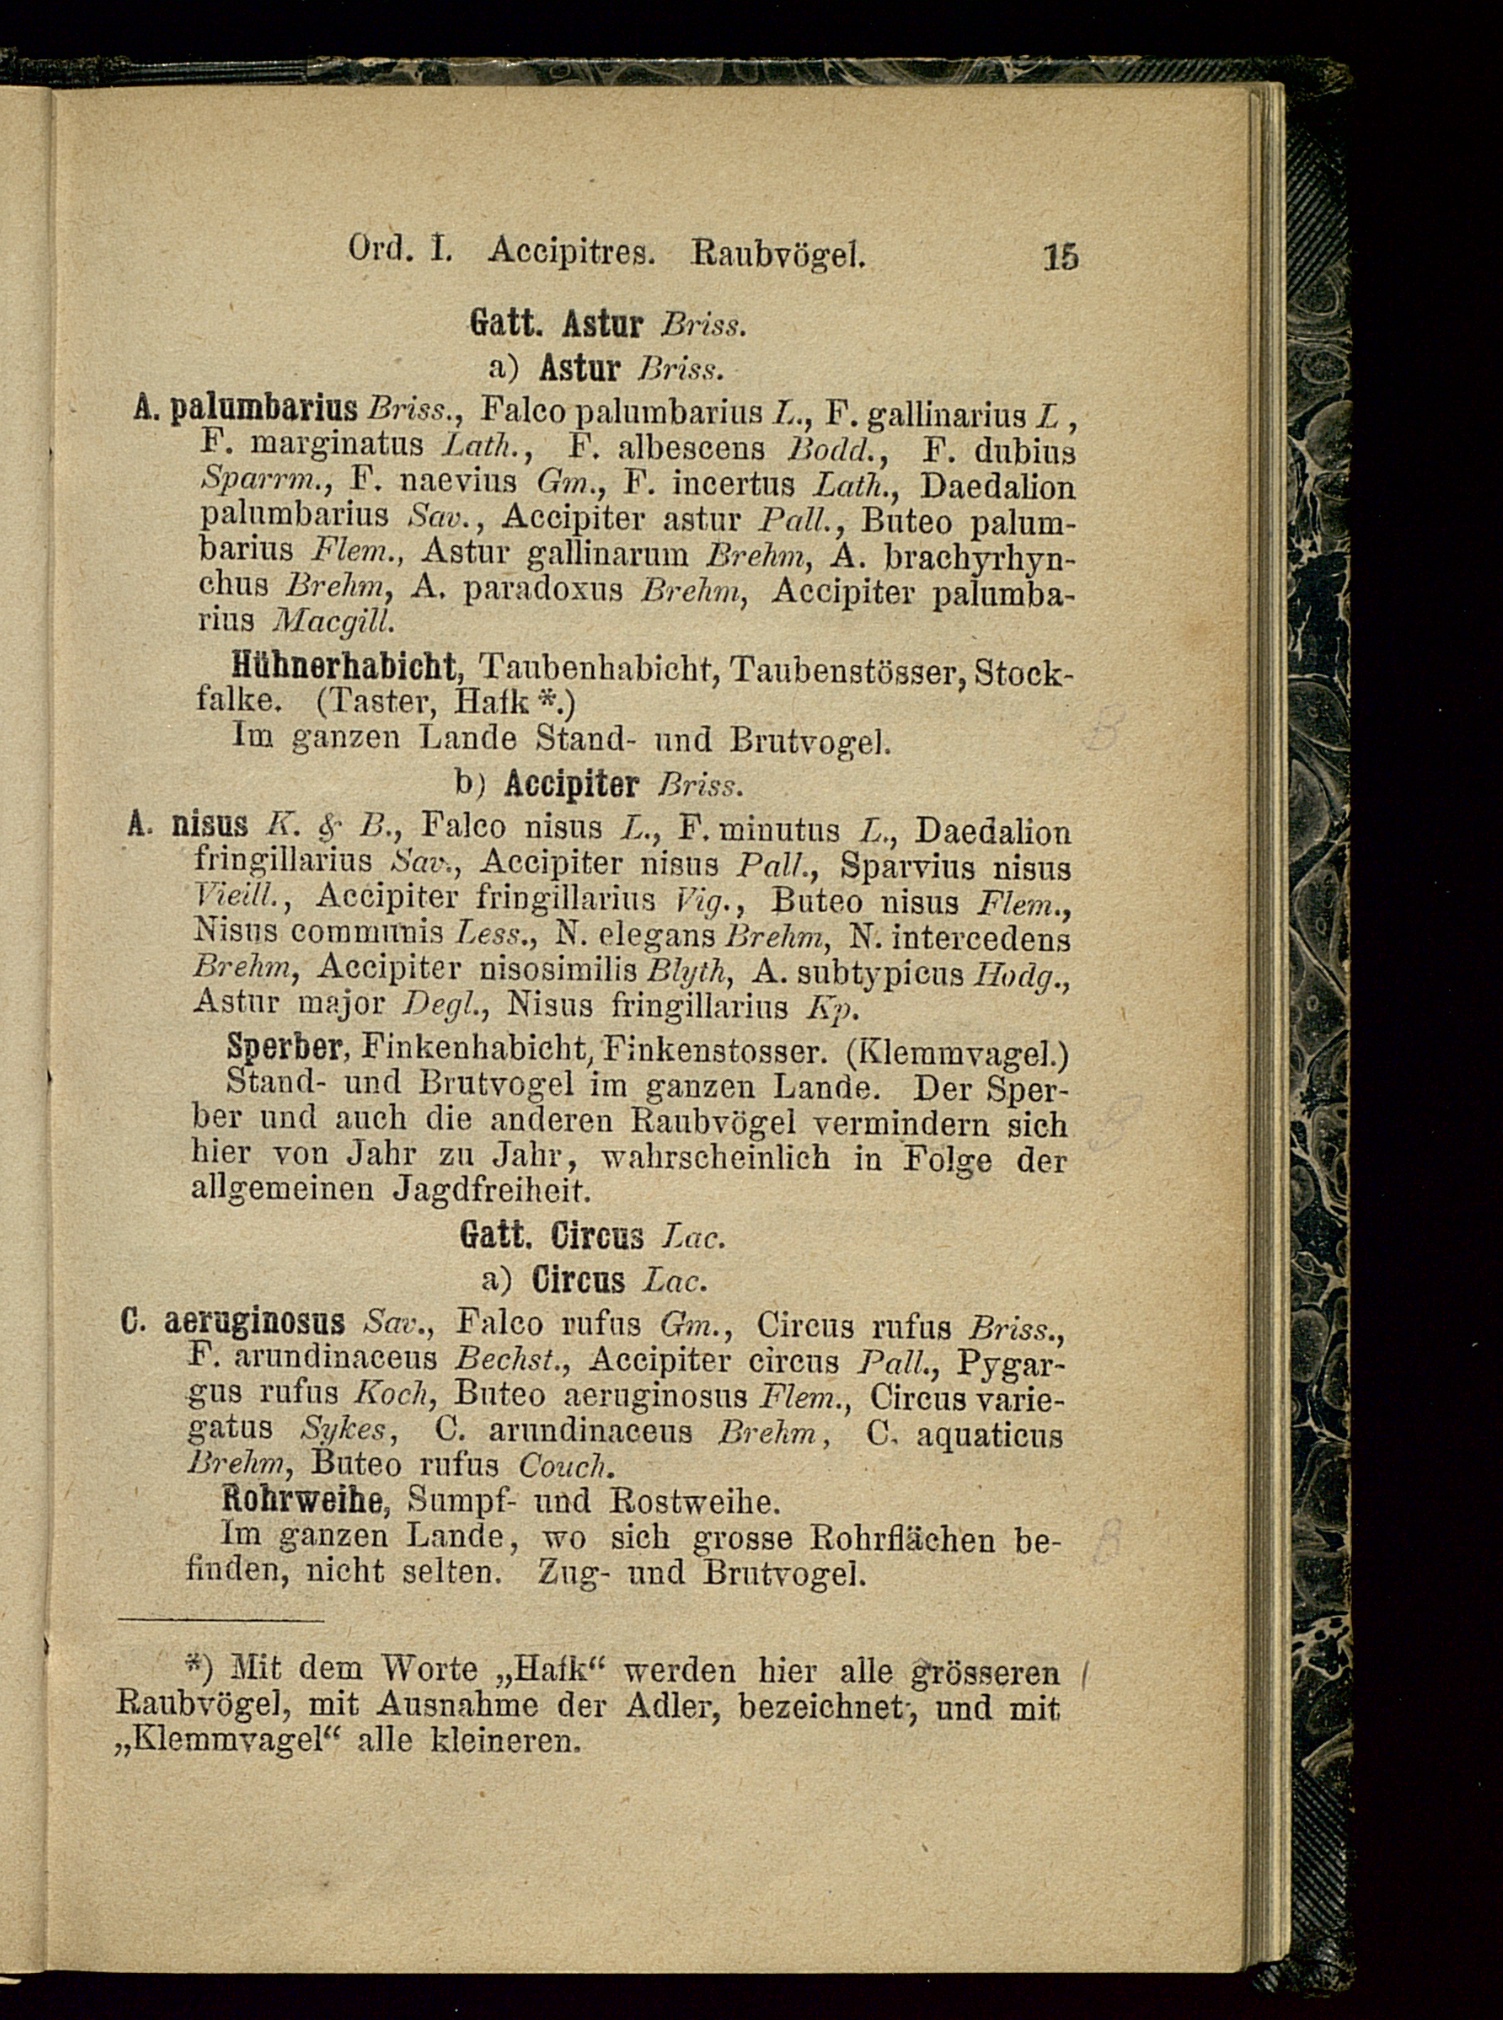 Ord. I. Accipitres. Raubvögel. 15
Gatt. Astur Briss.
a) Astur Briss.
A. palumbarius Briss., Falco palumbarius L., F. gallinarius L ,
F. marginatus Lath., F. albescens Bodd., F. dubius
Sparrm., F. naevius Gm., F. incertus Lath., Daedalion
palumbarius Sav., Accipiter astur Pall., Buteo palum-
barius Flem., Astur gallinarum Brehm, A. brachyrhyn-
chus Brehm, A. paradoxus Brehm, Accipiter palumba-
rius Macgill.
Hühnerhabicht, Taubenhabicht, Taubenstösser, Stock-
falke. (Taster, Hafk *.)
Im ganzen Lande Stand- und Brutvogel.
b) Accipiter Briss.
A. nisus K. & B., Falco nisus L., F. minutus L., Daedalion
fringillarius Sav., Accipiter nisus Pall., Sparvius nisus
Vieill., Accipiter fringillarius Vig., Buteo nisus Flem.,
Nisus communis Less., N. elegans Brehm, N. intercedens
Brehm, Accipiter nisosimilis Blyth, A. subtypicus Hodg.,
Astur major Degl., Nisus fringillarius Kp.
Sperber, Finkenhabicht, Finkenstosser. (Klemmvagel.)
Stand- und Brutvogel im ganzen Lande. Der Sper-
ber und auch die anderen Raubvögel vermindern sich
hier von Jahr zu Jahr, wahrscheinlich in Folge der
allgemeinen Jagdfreiheit.
Gatt. Circus Lac.
a) Circus Lac.
C. aeruginosus Sav., Falco rufus Gm., Circus rufus Briss.,
F. arundinaceus Bechst., Accipiter circus Pall., Pygar-
gus rufus Koch, Buteo aeruginosus Flem., Circus varie-
gatus Sykes, C. arundinaceus Brehm, C. aquaticus
Brehm, Buteo rufus Couch.
Rohrweihe, Sumpf- und Rostweihe.
Im ganzen Lande, wo sich grosse Rohrflächen be-
finden, nicht selten. Zug- und Brutvogel.
*) Mit dem Worte „Hafk“ werden hier alle grösseren
Raubvögel, mit Ausnahme der Adler, bezeichnet, und mit
„Klemmvagel“ alle kleineren.